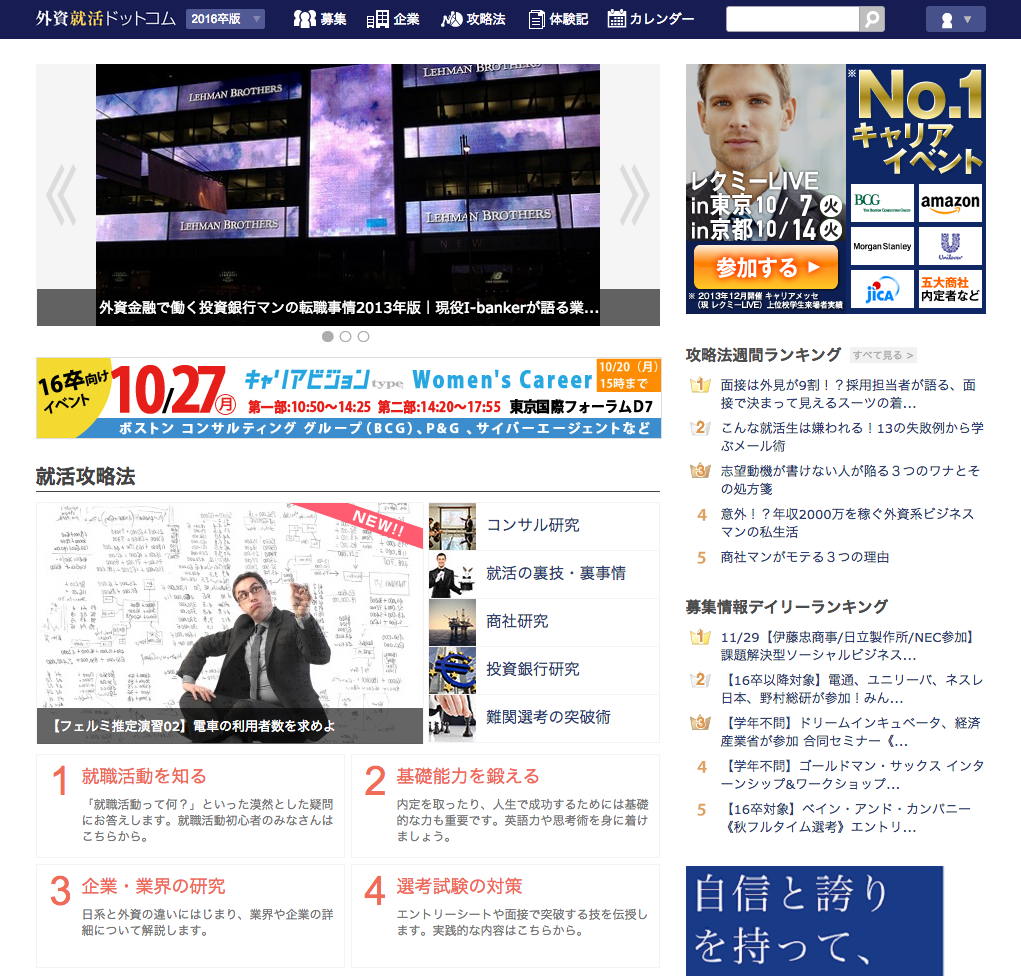 外資就活ドットコム
2016卒版
募集
企業
攻略法
体験記
カレンダー
LEHMAN BROTHERS
LEHMAN BROTHERS
LEHMAN BROTHERS
LEHMAN BROTHERS
NEW
外資金融で働く投資銀行マンの転職事情2013年版｜現役I-bankerが語る業…
16卒向け
イベント
10/27(月)
キャリアビジョン type Women's Career
10/20（月）
15時まで
第一部:10:50〜14:25 第二部:14:20〜17:55 東京国際フォーラムD7
ボストン コンサルティング グループ（BCG）、P&G 、サイバーエージェントなど
就活攻略法
NEW!!
【フェルミ推定演習02】電車の利用者数を求めよ
コンサル研究
就活の裏技・裏事情
商社研究
投資銀行研究
難関選考の突破術
1 就職活動を知る
「就職活動って何？」といった漠然とした疑問
にお答えします。就職活動初心者のみなさんは
こちらから。
2 基礎能力を鍛える
内定を取ったり、人生で成功するためには基礎
的な力も重要です。英語力や思考術を身に着け
ましょう。
3 企業・業界の研究
日系と外資の違いにはじまり、業界や企業の詳
細について解説します。
4 選考試験の対策
エントリーシートや面接で突破する技を伝授し
ます。実践的な内容はこちらから。
※
No.1
キャリア
イベント
レクミーLIVE
in東京10/ 7 火
in京都10/14 火
参加する
※ 2013年12月開催 キャリアメッセ
（現 レクミーLIVE）上位校学生来場者実績
BCG
THE BOSTON CONSULTING GROUP
amazon
Morgan Stanley
Unilever
jica
五大商社
内定者など
攻略法週間ランキング
すべて見る >
1 面接は外見が9割！？採用担当者が語る、面
接で決まって見えるスーツの着…
2 こんな就活生は嫌われる！13の失敗例から学
ぶメール術
3 志望動機が書けない人が陥る３つのワナとそ
の処方箋
4 意外！？年収2000万を稼ぐ外資系ビジネス
マンの私生活
5 商社マンがモテる３つの理由
募集情報デイリーランキング
1 11/29【伊藤忠商事/日立製作所/NEC参加】
課題解決型ソーシャルビジネス…
2 【16卒以降対象】電通、ユニリーバ、ネスレ
日本、野村総研が参加！みん…
3 【学年不問】ドリームインキュベータ、経済
産業省が参加 合同セミナー《…
4 【学年不問】ゴールドマン・サックス インタ
ーンシップ&ワークショップ…
5 【16卒対象】ベイン・アンド・カンパニー
《秋フルタイム選考》エントリ…
自信と誇り
を持って、